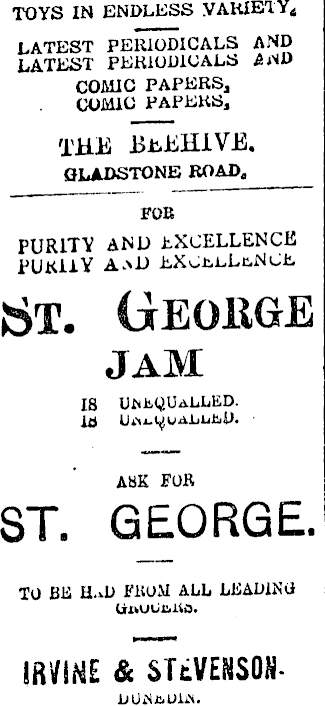 TOYS IN ENDLESS VARIETY.
LATEST PERIODICALS AND
LATEST PERIODICALS AND
COMIC PAPERS,
COMIC PAPERS,
THE BEEHIVE.
GLADSTONE ROAD.
FOR
PURITY AND EXCELLENCE
PURITY AND EXCELLENCE
ST. GEORGE
JAM
IS UNEQUALLED.
IS UNEQUALLED.
ASK FOR
ST. GEORGE.
TO BE HAD FROM ALL LEADING
GROCERS.
IRVINE & STEVENSON.
DUNEDIN.